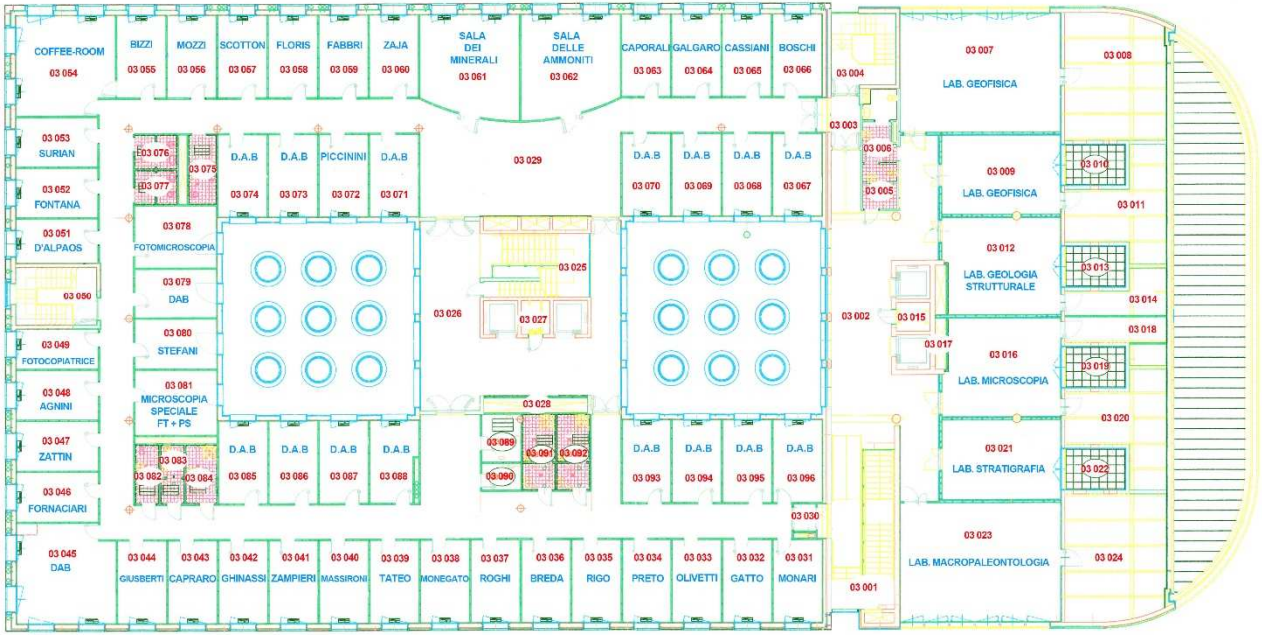 COFFEE-ROOM
03 054
BIZZI
03 055
MOZZI
03 056
SCOTTON
03 057
FLORIS
03 058
FABBRI
03 059
ZAJA
03 060
SALA
DEI
MINERALI
03 061
SALA
DELLE
AMMONITI
03 062
CAPORALI
03 063
GALGARO
03 064
CASSIANI
03 065
BOSCHI
03 066
03 004
03 007
LAB. GEOFISICA
03 008
03 003
03 053
SURIAN
03 076
03 077
03 075
D.A.B
03 074
D.A.B
03 073
PICCININI
03 072
D.A.B
03 071
03 029
D.A.B
03 070
D.A.B
03 069
D.A.B
03 068
D.A.B
03 067
03 006
03 005
03 009
LAB. GEOFISICA
03 010
03 011
03 052
FONTANA
03 051
D'ALPAOS
03 078
FOTOMICROSCOPIA
03 050
03 079
DAB
03 025
03 026
03 027
03 002
03 012
LAB. GEOLOGIA
STRUTTURALE
03 013
03 014
03 015
03 017
03 018
03 049
FOTOCOPIATRICE
03 080
STEFANI
03 016
LAB. MICROSCOPIA
03 019
03 020
03 048
AGNINI
03 081
MICROSCOPIA
SPECIALE
FT + PS
03 028
03 047
ZATTIN
03 046
FORNACIARI
03 082
03 083
03 084
D.A.B
03 085
D.A.B
03 086
D.A.B
03 087
D.A.B
03 088
03 089
03 090
03 091
03 092
D.A.B
03 093
D.A.B
03 094
D.A.B
03 095
D.A.B
03 096
03 021
LAB. STRATIGRAFIA
03 022
03 030
03 045
DAB
03 044
GIUSBERTI
03 043
CAPRARO
03 042
GHINASSI
03 041
ZAMPIERI
03 040
MASSIRONI
03 039
TATEO
03 038
MONEGATO
03 037
ROGHI
03 036
BREDA
03 035
RIGO
03 034
PRETO
03 033
OLIVETTI
03 032
GATTO
03 031
MONARI
03 001
03 023
LAB. MACROPALEONTOLOGIA
03 024